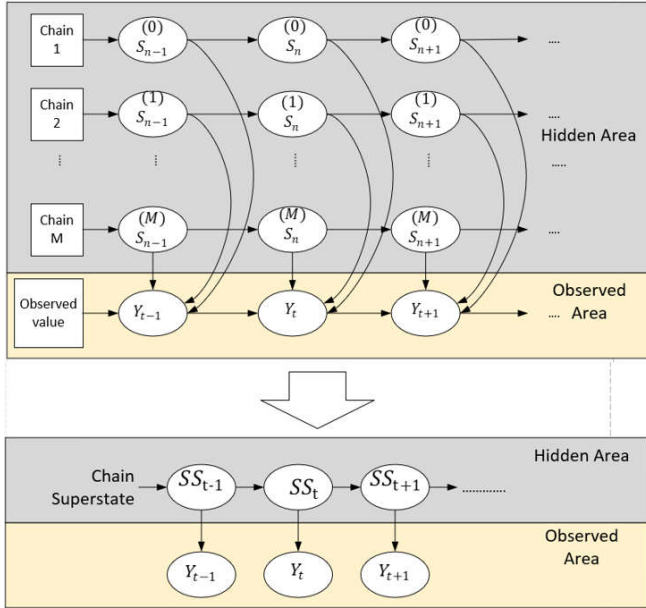 Chain
1
(0)
S_{n-1}
(0)
S_n
(0)
S_{n+1}
....
Chain
2
(1)
S_{n-1}
(1)
S_n
(1)
S_{n+1}
....
Hidden Area
....
....
....
....
.....
Chain
M
(M)
S_{n-1}
(M)
S_n
(M)
S_{n+1}
....
Observed
Area
Observed
value
Y_{t-1}
Y_t
Y_{t+1}
....
Hidden Area
Chain
Superstate
SS_{t-1}
SS_t
SS_{t+1}
.............
Observed
Area
Y_{t-1}
Y_t
Y_{t+1}